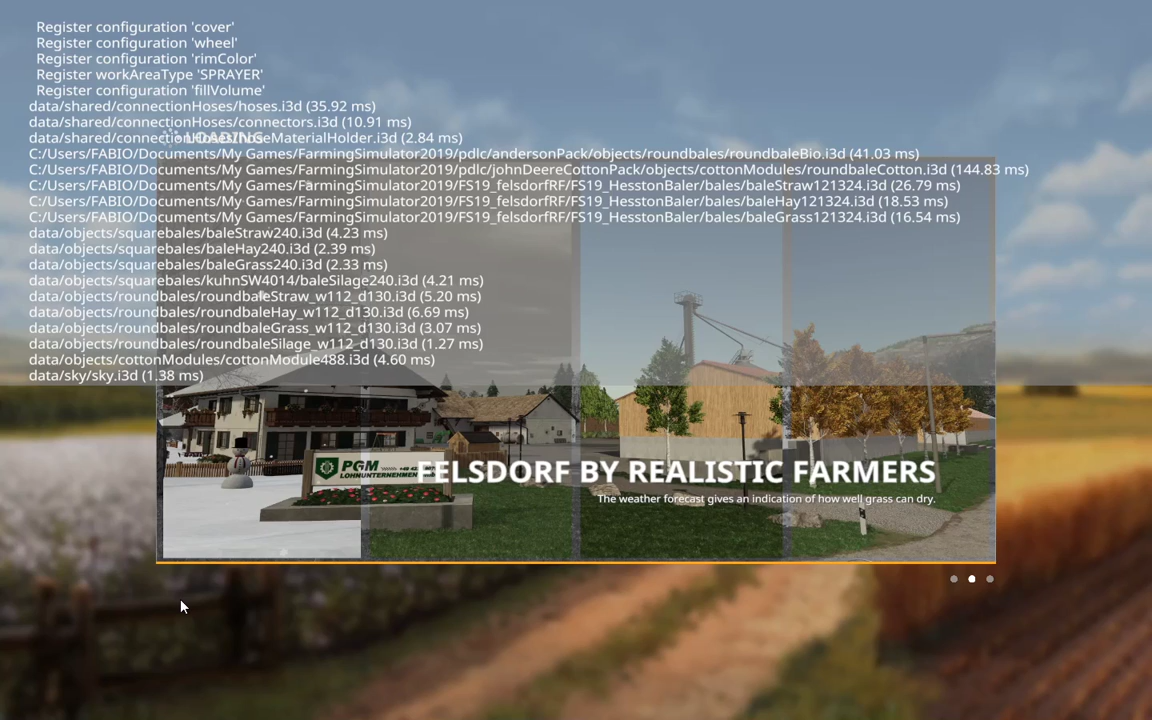 Register configuration 'cover'
Register configuration 'wheel'
Register configuration 'rimColor'
Register workAreaType 'SPRAYER'
Register configuration 'fillVolume'
data/shared/connectionHoses/hoses.i3d (35.92 ms)
data/shared/connectionHoses/connectors.i3d (10.91 ms)
data/shared/connectionHoses/hoseMaterialHolder.i3d (2.84 ms)
LOADING
C:/Users/FABIO/Documents/My Games/FarmingSimulator2019/pdlc/andersonPack/objects/roundbales/roundbaleBio.i3d (41.03 ms)
C:/Users/FABIO/Documents/My Games/FarmingSimulator2019/pdlc/johnDeereCottonPack/objects/cottonModules/roundbaleCotton.i3d (144.83 ms)
C:/Users/FABIO/Documents/My Games/FarmingSimulator2019/FS19_felsdorfRF/FS19_HesstonBaler/bales/baleStraw121324.i3d (26.79 ms)
C:/Users/FABIO/Documents/My Games/FarmingSimulator2019/FS19_felsdorfRF/FS19_HesstonBaler/bales/baleHay121324.i3d (18.53 ms)
C:/Users/FABIO/Documents/My Games/FarmingSimulator2019/FS19_felsdorfRF/FS19_HesstonBaler/bales/baleGrass121324.i3d (16.54 ms)
data/objects/squarebales/baleStraw240.i3d (4.23 ms)
data/objects/squarebales/baleHay240.i3d (2.39 ms)
data/objects/squarebales/baleGrass240.i3d (2.33 ms)
data/objects/squarebales/kuhnSW4014/baleSilage240.i3d (4.21 ms)
data/objects/roundbales/roundbaleStraw_w112_d130.i3d (5.20 ms)
data/objects/roundbales/roundbaleHay_w112_d130.i3d (6.69 ms)
data/objects/roundbales/roundbaleGrass_w112_d130.i3d (3.07 ms)
data/objects/roundbales/roundbaleSilage_w112_d130.i3d (1.27 ms)
data/objects/cottonModules/cottonModule488.i3d (4.60 ms)
data/sky/sky.i3d (1.38 ms)
PGM
LOHNUNTERNEHMEN
FELSDORF BY REALISTIC FARMERS
The weather forecast gives an indication of how well grass can dry.